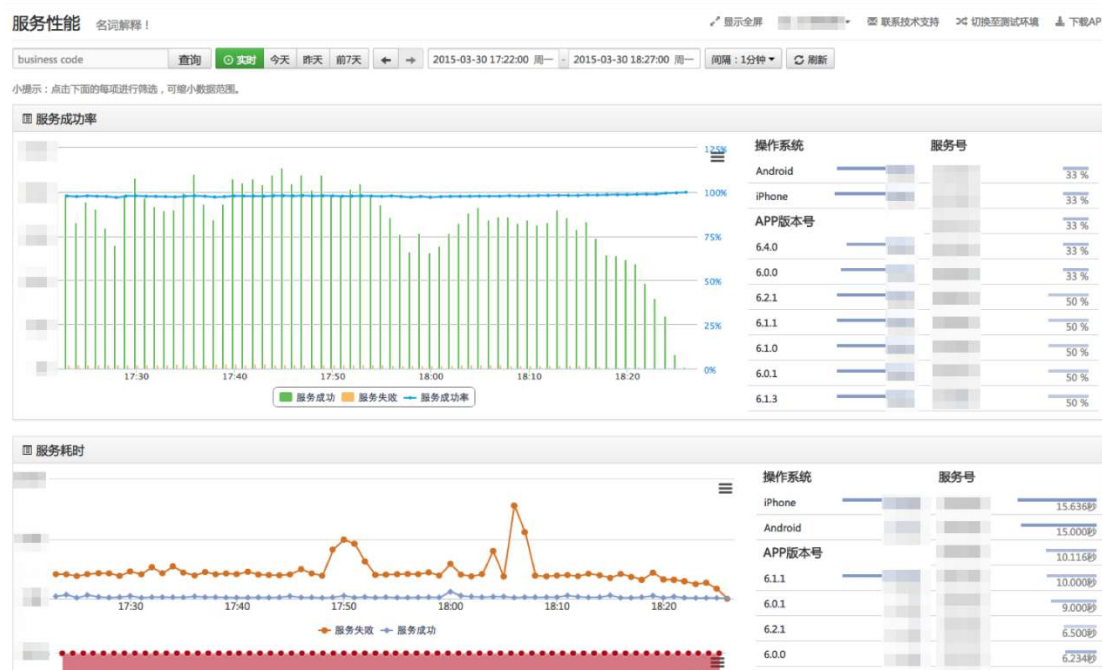 服务性能 名词解释！
显示全屏 联系技术支持 切换至测试环境 下载AP
business code 查询 实时 今天 昨天 前7天 2015-03-30 17:22:00 周一 - 2015-03-30 18:27:00 周一 间隔：1分钟 刷新
小提示：点击下面的每项进行筛选，可缩小数据范围。
服务成功率
125%
100%
75%
50%
25%
0%
17:30 17:40 17:50 18:00 18:10 18:20
服务成功 服务失败 服务成功率
操作系统 服务号
Android 33 %
iPhone 33 %
APP版本号 33 %
6.4.0 33 %
6.0.0 33 %
6.2.1 50 %
6.1.1 50 %
6.1.0 50 %
6.0.1 50 %
6.1.3 50 %
服务耗时
17:30 17:40 17:50 18:00 18:10 18:20
服务失败 服务成功
操作系统 服务号
iPhone 15.636秒
Android 15.000秒
APP版本号 10.116秒
6.1.1 10.000秒
6.0.1 9.000秒
6.2.1 6.500秒
6.0.0 6.234秒